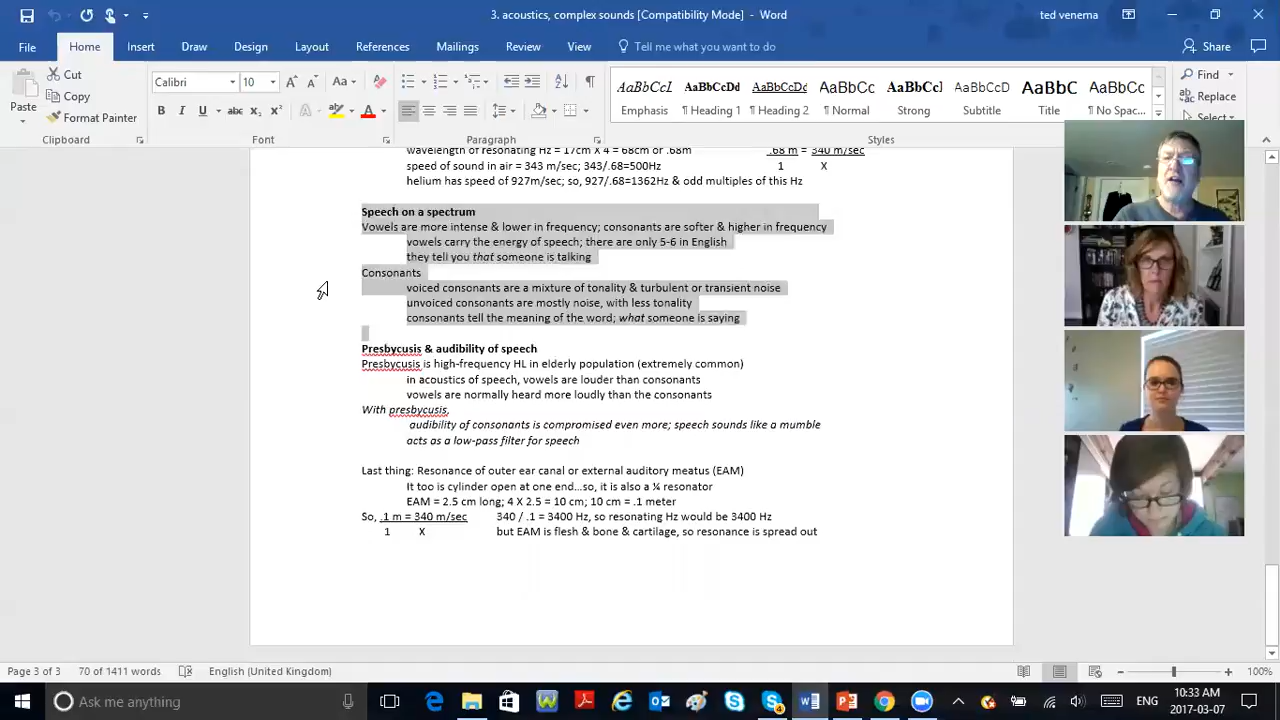 3. acoustics, complex sounds [Compatibility Mode] - Word
ted venema
File Home Insert Draw Design Layout References Mailings Review View Tell me what you want to do Share
Paste
Cut
Copy
Format Painter
Clipboard
Calibri 10
Font
Paragraph
AaBbCcI AaBbCcDd AaBbCcDd AaBbCc AaBbCcI AaBbCcD AaBbC AaBbCc
Emphasis ¶ Heading 1 ¶ Heading 2 ¶ Normal Strong Subtitle Title ¶ No Spac...
Styles
Find
Replace
Select
wavelength of resonating Hz = 17cm X 4 = 68cm or .68m .68 m = 340 m/sec
speed of sound in air = 343 m/sec; 343/.68=500Hz 1 X
helium has speed of 927m/sec; so, 927/.68=1362Hz & odd multiples of this Hz
Speech on a spectrum
Vowels are more intense & lower in frequency; consonants are softer & higher in frequency
vowels carry the energy of speech; there are only 5-6 in English
they tell you that someone is talking
Consonants
voiced consonants are a mixture of tonality & turbulent or transient noise
unvoiced consonants are mostly noise, with less tonality
consonants tell the meaning of the word; what someone is saying
Presbycusis & audibility of speech
Presbycusis is high-frequency HL in elderly population (extremely common)
in acoustics of speech, vowels are louder than consonants
vowels are normally heard more loudly than the consonants
With presbycusis,
audibility of consonants is compromised even more; speech sounds like a mumble
acts as a low-pass filter for speech
Last thing: Resonance of outer ear canal or external auditory meatus (EAM)
It too is cylinder open at one end...so, it is also a ¼ resonator
EAM = 2.5 cm long; 4 X 2.5 = 10 cm; 10 cm = .1 meter
So, .1 m = 340 m/sec 340 / .1 = 3400 Hz, so resonating Hz would be 3400 Hz
1 X but EAM is flesh & bone & cartilage, so resonance is spread out
Page 3 of 3 70 of 1411 words English (United Kingdom) 100%
Ask me anything
ENG
10:33 AM
2017-03-07